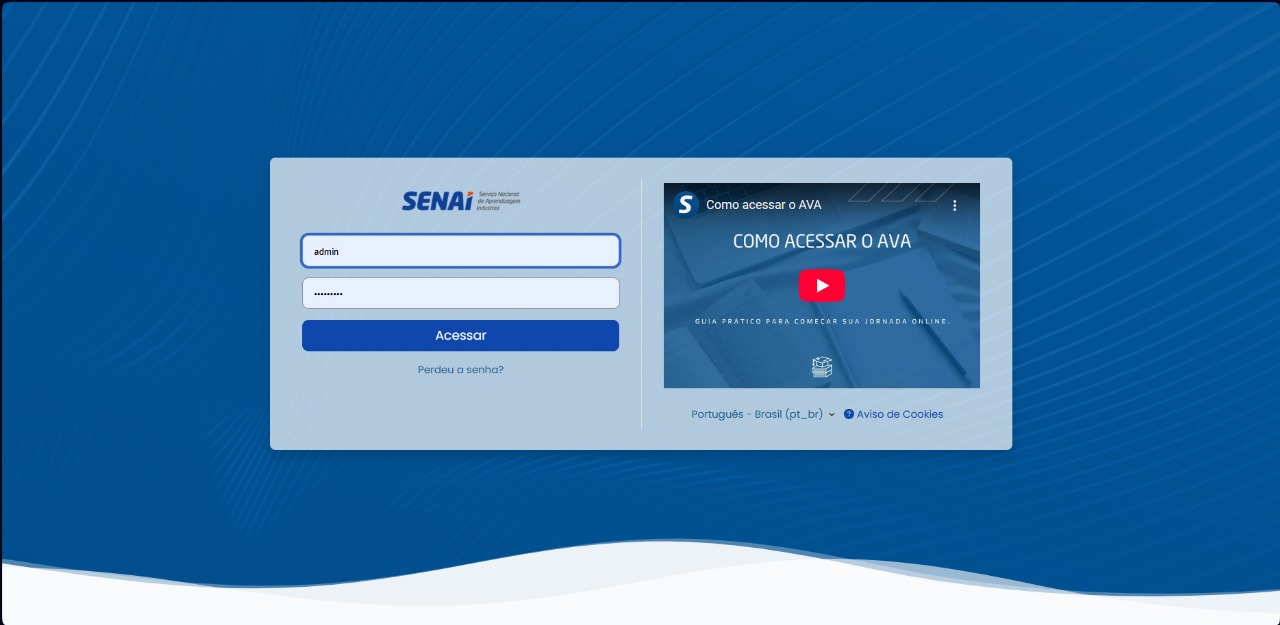 SENAI
Serviço Nacional
de Aprendizagem
Industrial
admin
•••••••••
Acessar
Perdeu a senha?
S Como acessar o AVA
COMO ACESSAR O AVA
GUIA PRÁTICO PARA COMEÇAR SUA JORNADA ONLINE.
Português - Brasil (pt_br)
? Aviso de Cookies